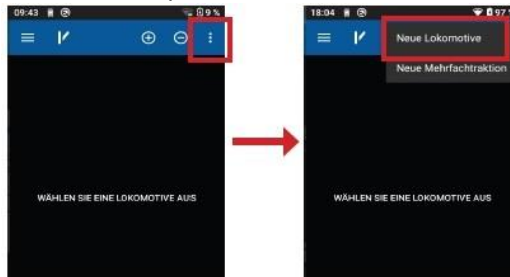 09:43
9 %
WÄHLEN SIE EINE LOKOMOTIVE AUS
18:04
97
Neue Lokomotive
Neue Mehrfachtraktion
WÄHLEN SIE EINE LOKOMOTIVE AUS